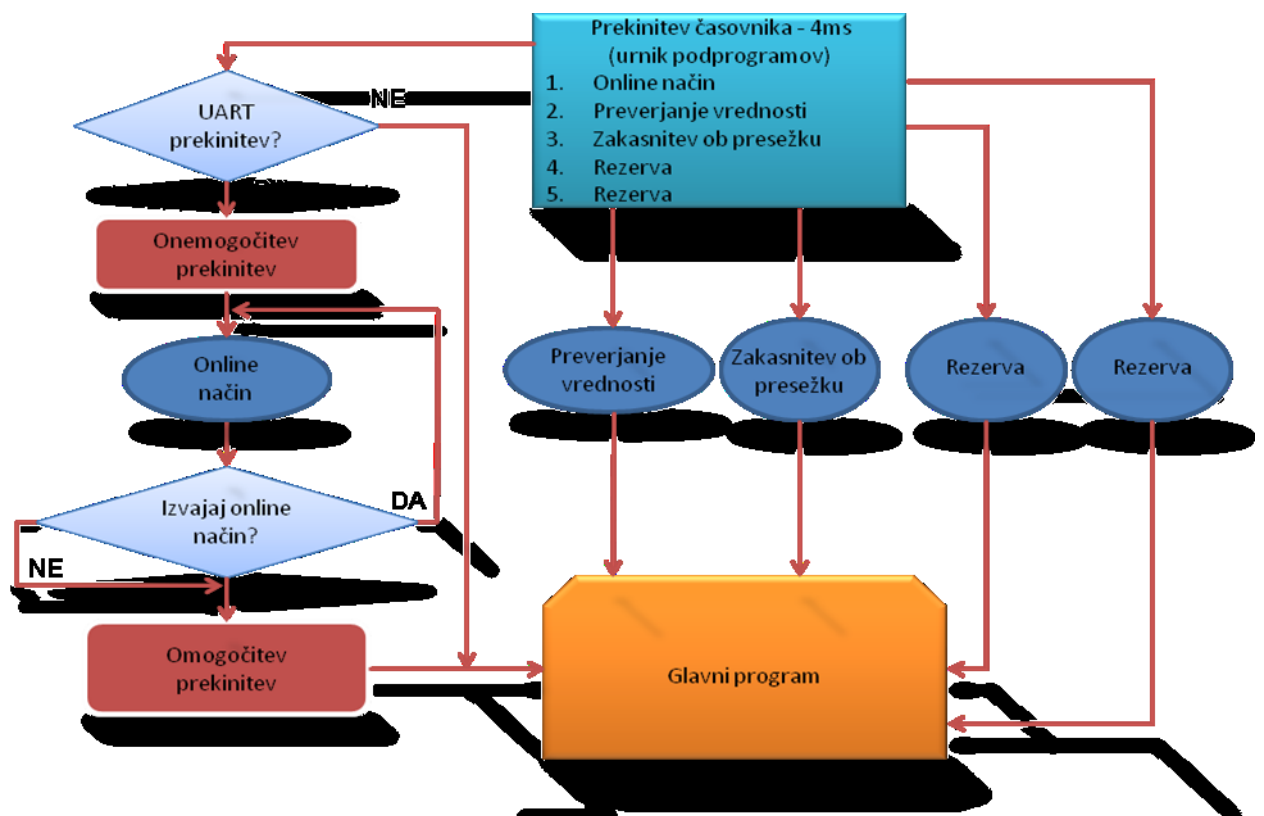 Prekinitev časovnika - 4ms
(urnik podprogramov)
1. Online način
2. Preverjanje vrednosti
3. Zakasnitev ob presežku
4. Rezerva
5. Rezerva
UART
prekinitev?
NE
Onemogočitev
prekinitev
Online
način
Izvajaj online
način?
DA
NE
Omogočitev
prekinitev
Preverjanje
vrednosti
Zakasnitev ob
presežku
Rezerva
Rezerva
Glavni program